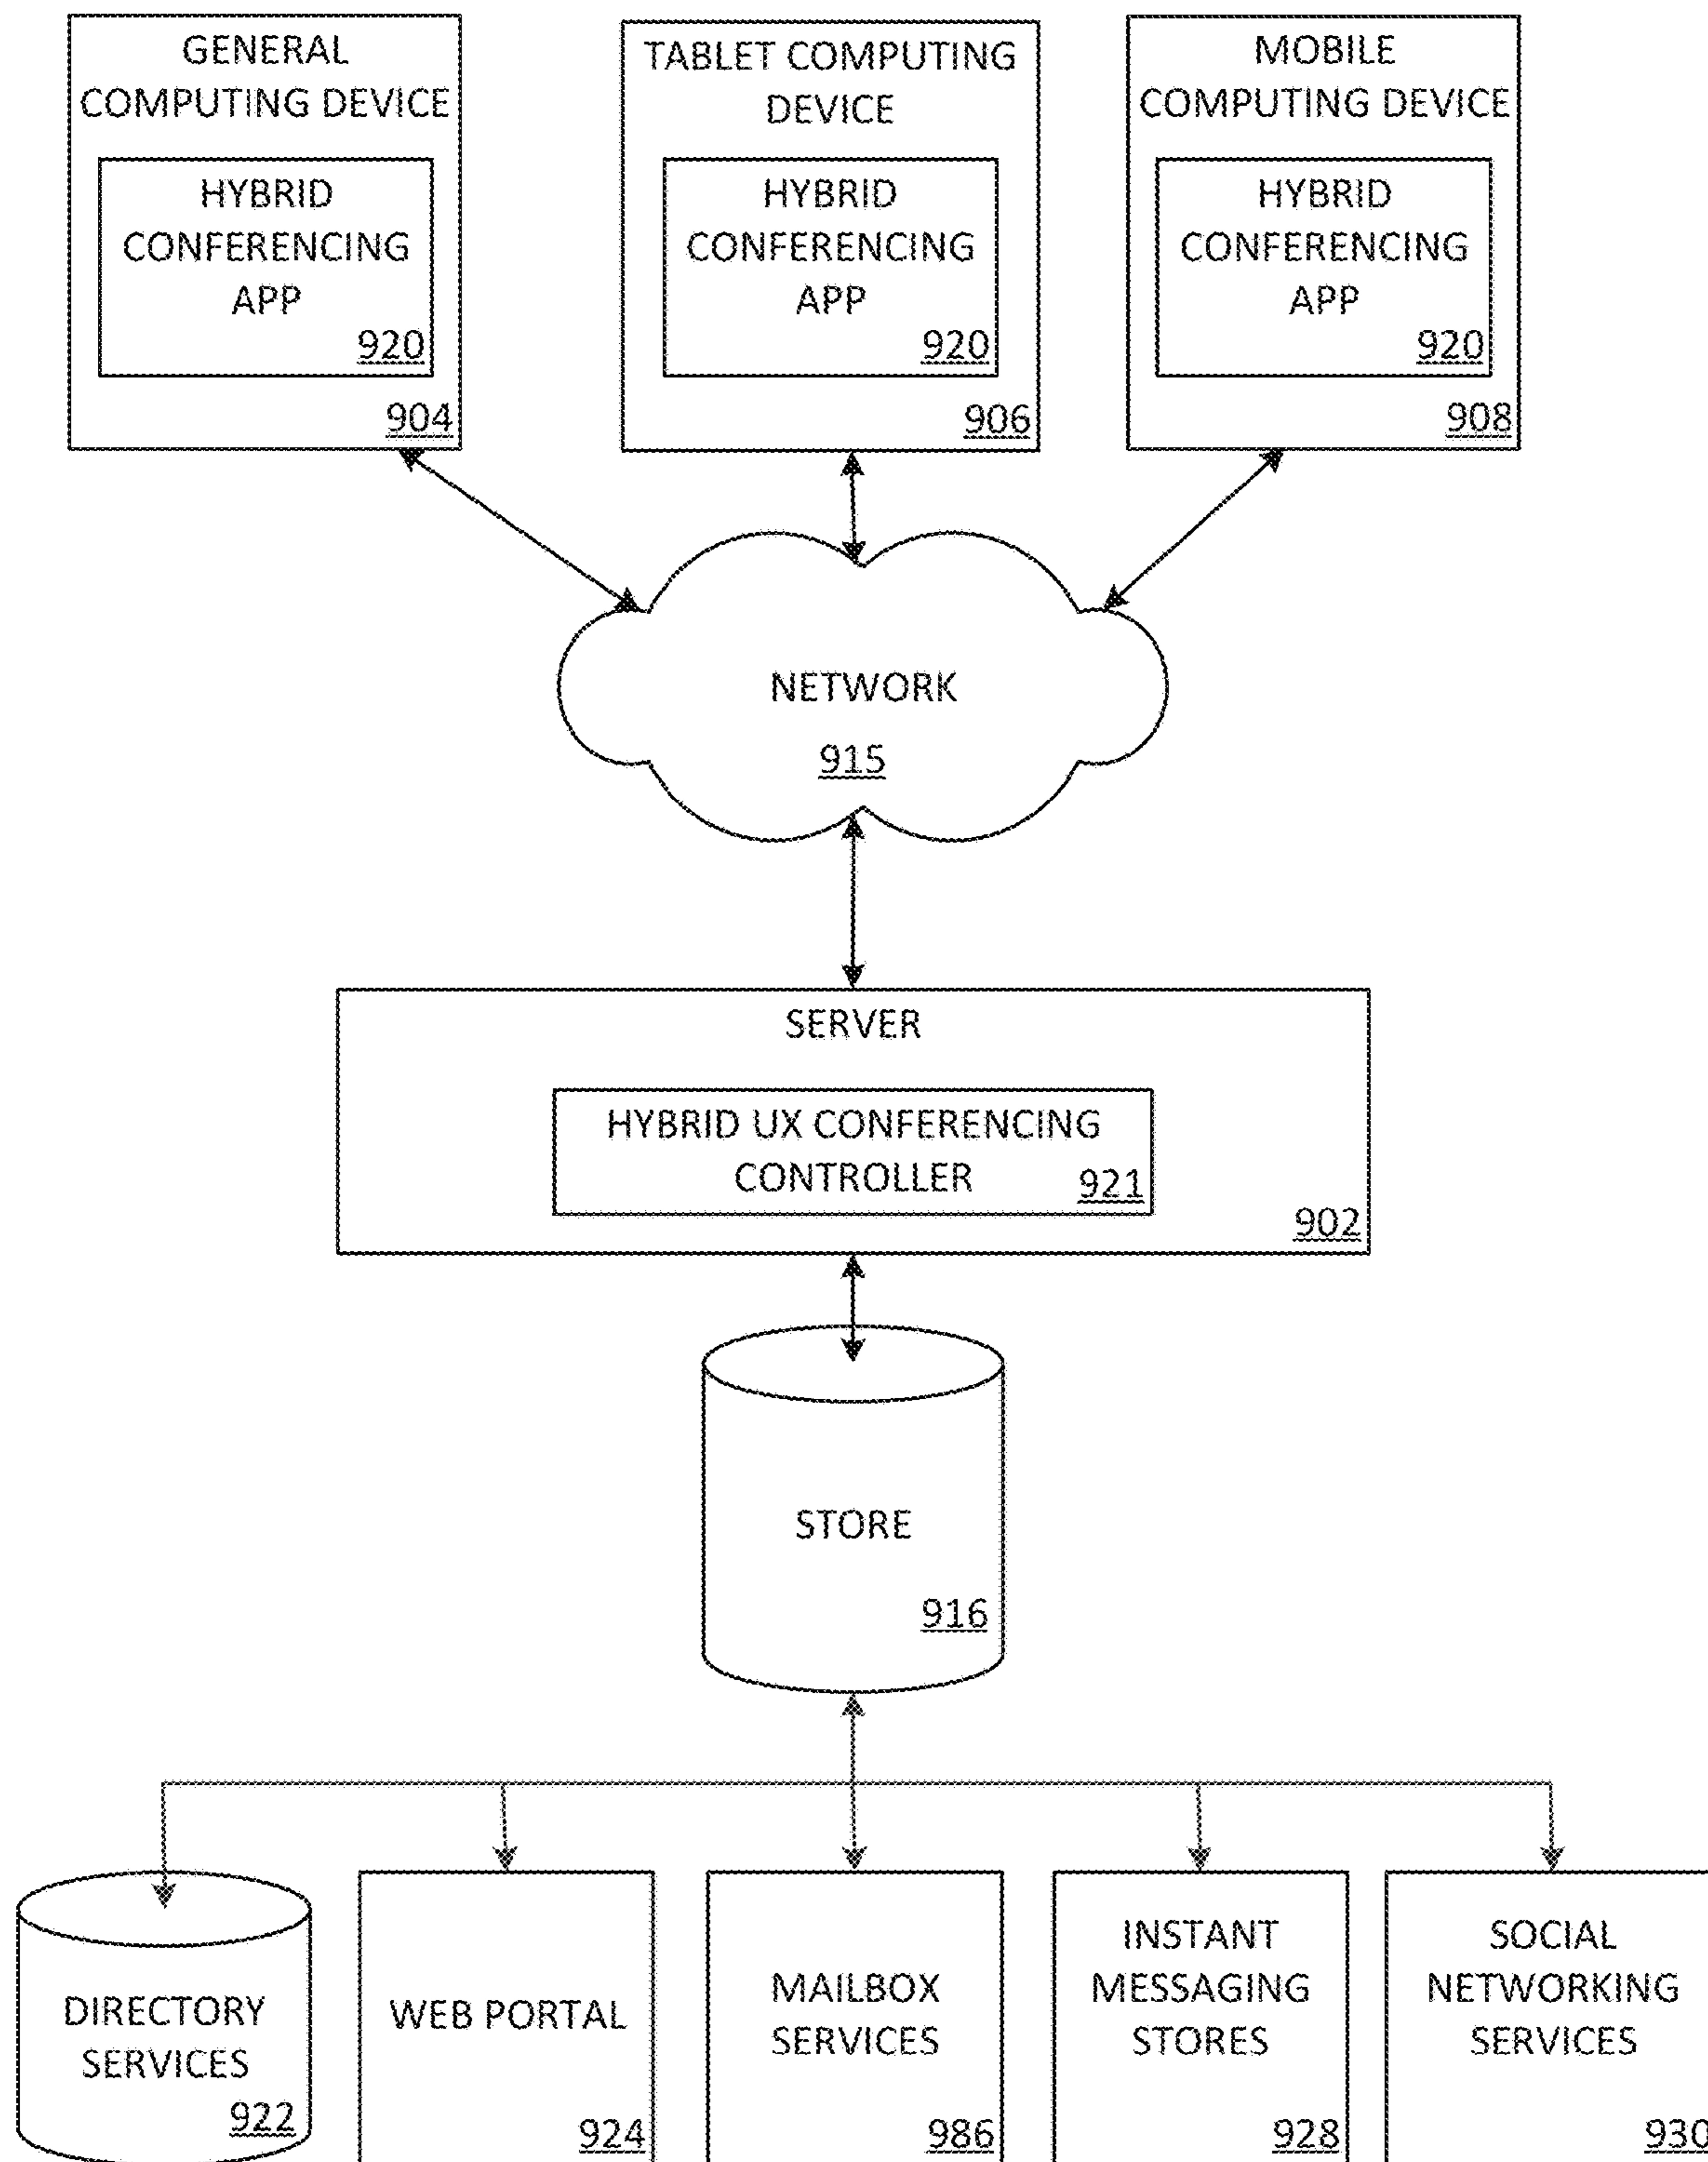 GENERAL
COMPUTING DEVICE
HYBRID
CONFERENCING
APP
920
904
TABLET COMPUTING
DEVICE
HYBRID
CONFERENCING
APP
920
906
MOBILE
COMPUTING DEVICE
HYBRID
CONFERENCING
APP
920
908
NETWORK
915
SERVER
HYBRID UX CONFERENCING
CONTROLLER
921
902
STORE
916
DIRECTORY
SERVICES
922
WEB PORTAL
924
MAILBOX
SERVICES
986
INSTANT
MESSAGING
STORES
928
SOCIAL
NETWORKING
SERVICES
930